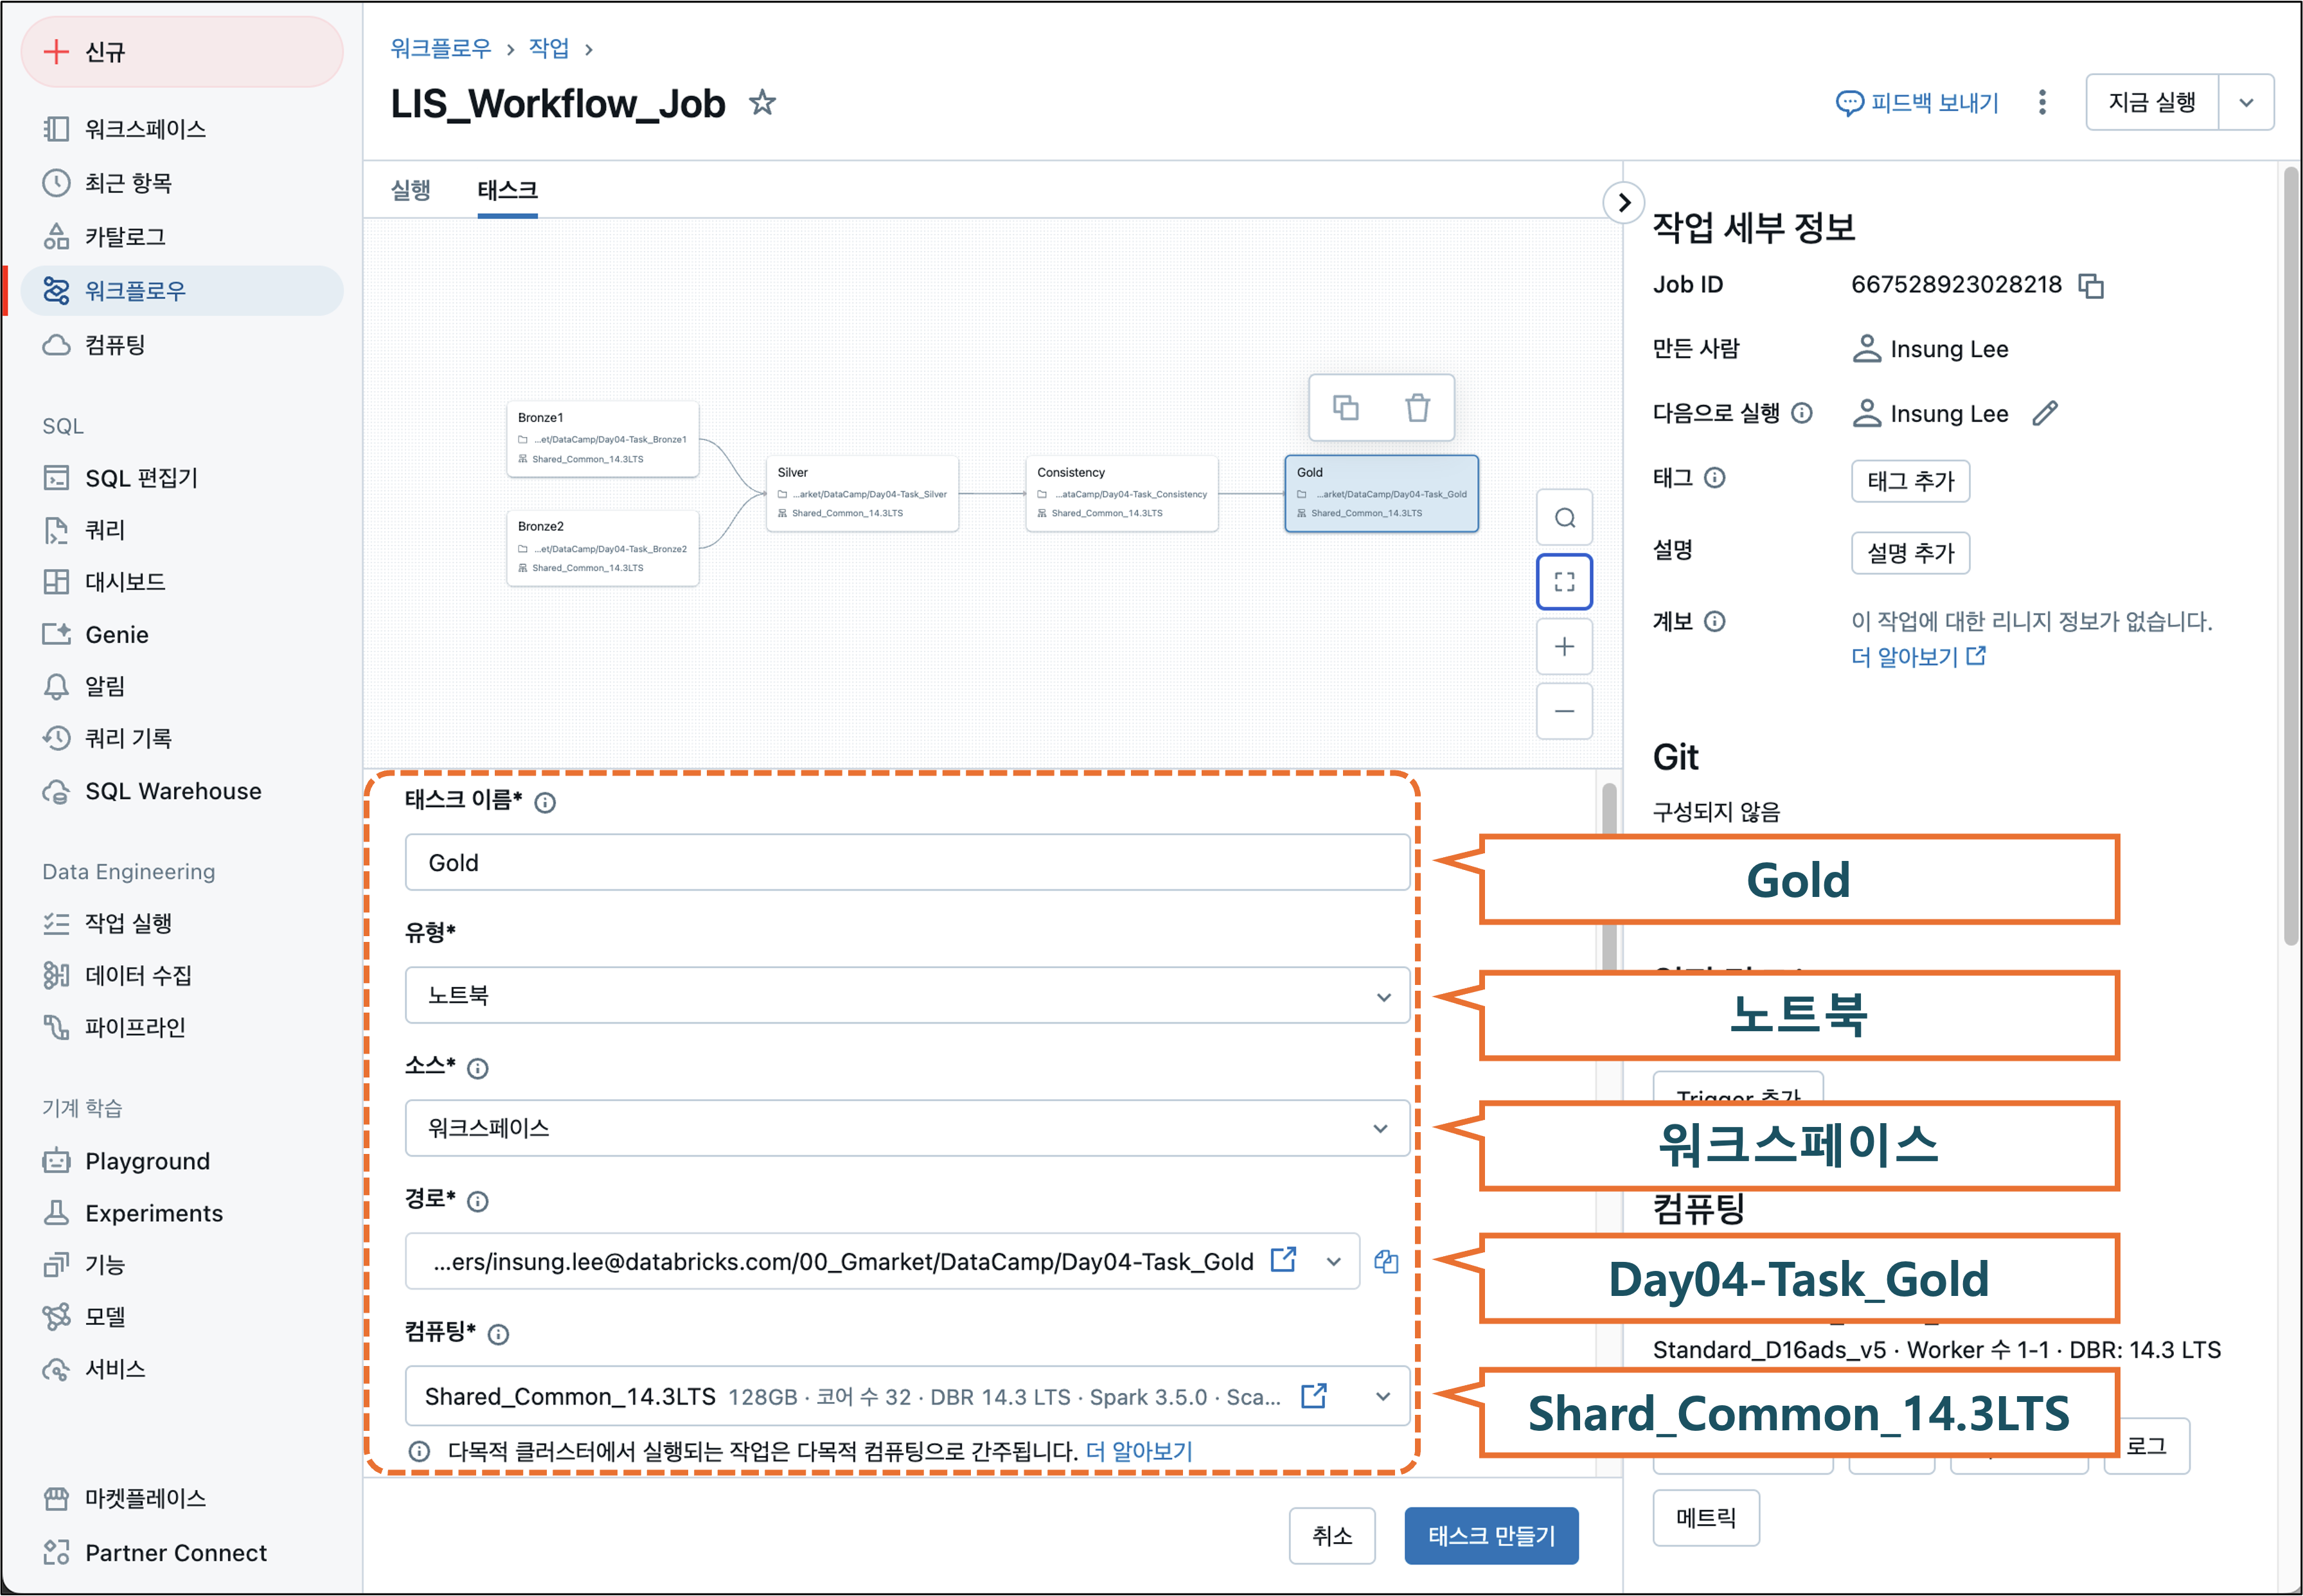 신규
워크스페이스
최근 항목
카탈로그
워크플로우
컴퓨팅
SQL
SQL 편집기
쿼리
대시보드
Genie
알림
쿼리 기록
SQL Warehouse
Data Engineering
작업 실행
데이터 수집
파이프라인
기계 학습
Playground
Experiments
기능
모델
서비스
마켓플레이스
Partner Connect
워크플로우 > 작업 >
LIS_Workflow_Job
피드백 보내기
지금 실행
실행 태스크
Bronze1
...et/DataCamp/Day04-Task_Bronze1
Shared_Common_14.3LTS
Bronze2
...et/DataCamp/Day04-Task_Bronze2
Shared_Common_14.3LTS
Silver
...arket/DataCamp/Day04-Task_Silver
Shared_Common_14.3LTS
Consistency
...ataCamp/Day04-Task_Consistency
Shared_Common_14.3LTS
Gold
...arket/DataCamp/Day04-Task_Gold
Shared_Common_14.3LTS
태스크 이름*
Gold
유형*
노트북
소스*
워크스페이스
경로*
...ers/insung.lee@databricks.com/00_Gmarket/DataCamp/Day04-Task_Gold
컴퓨팅*
Shared_Common_14.3LTS 128GB · 코어 수 32 · DBR 14.3 LTS · Spark 3.5.0 · Sca...
다목적 클러스터에서 실행되는 작업은 다목적 컴퓨팅으로 간주됩니다. 더 알아보기
취소
태스크 만들기
작업 세부 정보
Job ID 667528923028218
만든 사람 Insung Lee
다음으로 실행 Insung Lee
태그 태그 추가
설명 설명 추가
계보 이 작업에 대한 리니지 정보가 없습니다.
더 알아보기
Git
구성되지 않음
Gold
노트북
Trigger 추가
워크스페이스
컴퓨팅
Day04-Task_Gold
Standard_D16ads_v5 · Worker 수 1-1 · DBR: 14.3 LTS
Shard_Common_14.3LTS
로그
메트릭